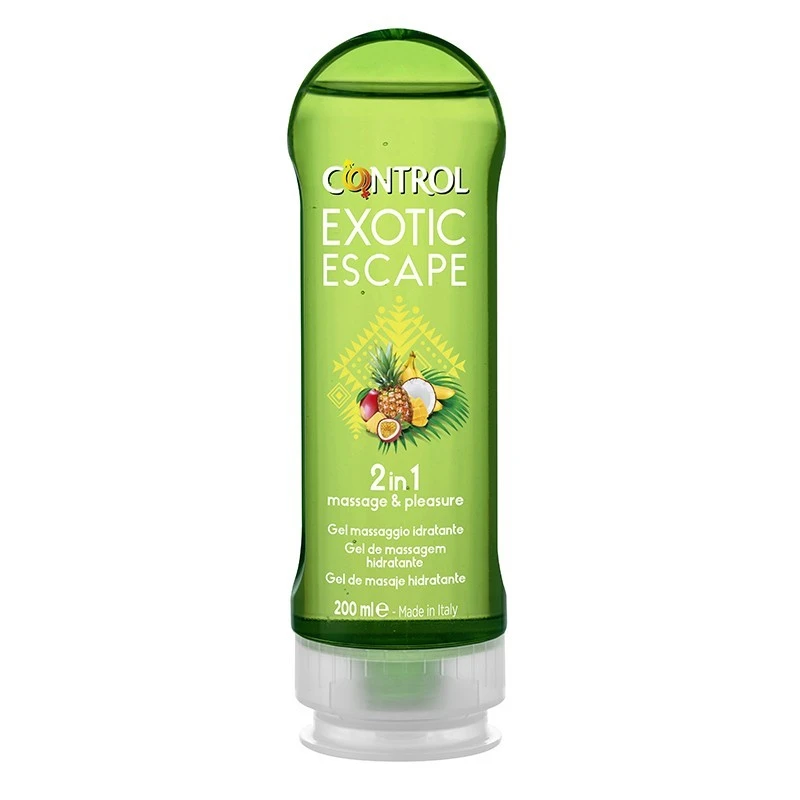 CONTROL
EXOTIC
ESCAPE
2 in 1
massage & pleasure
Gel massaggio idratante
Gel de massagem
hidratante
Gel de masaje hidratante
200 ml e - Made in Italy